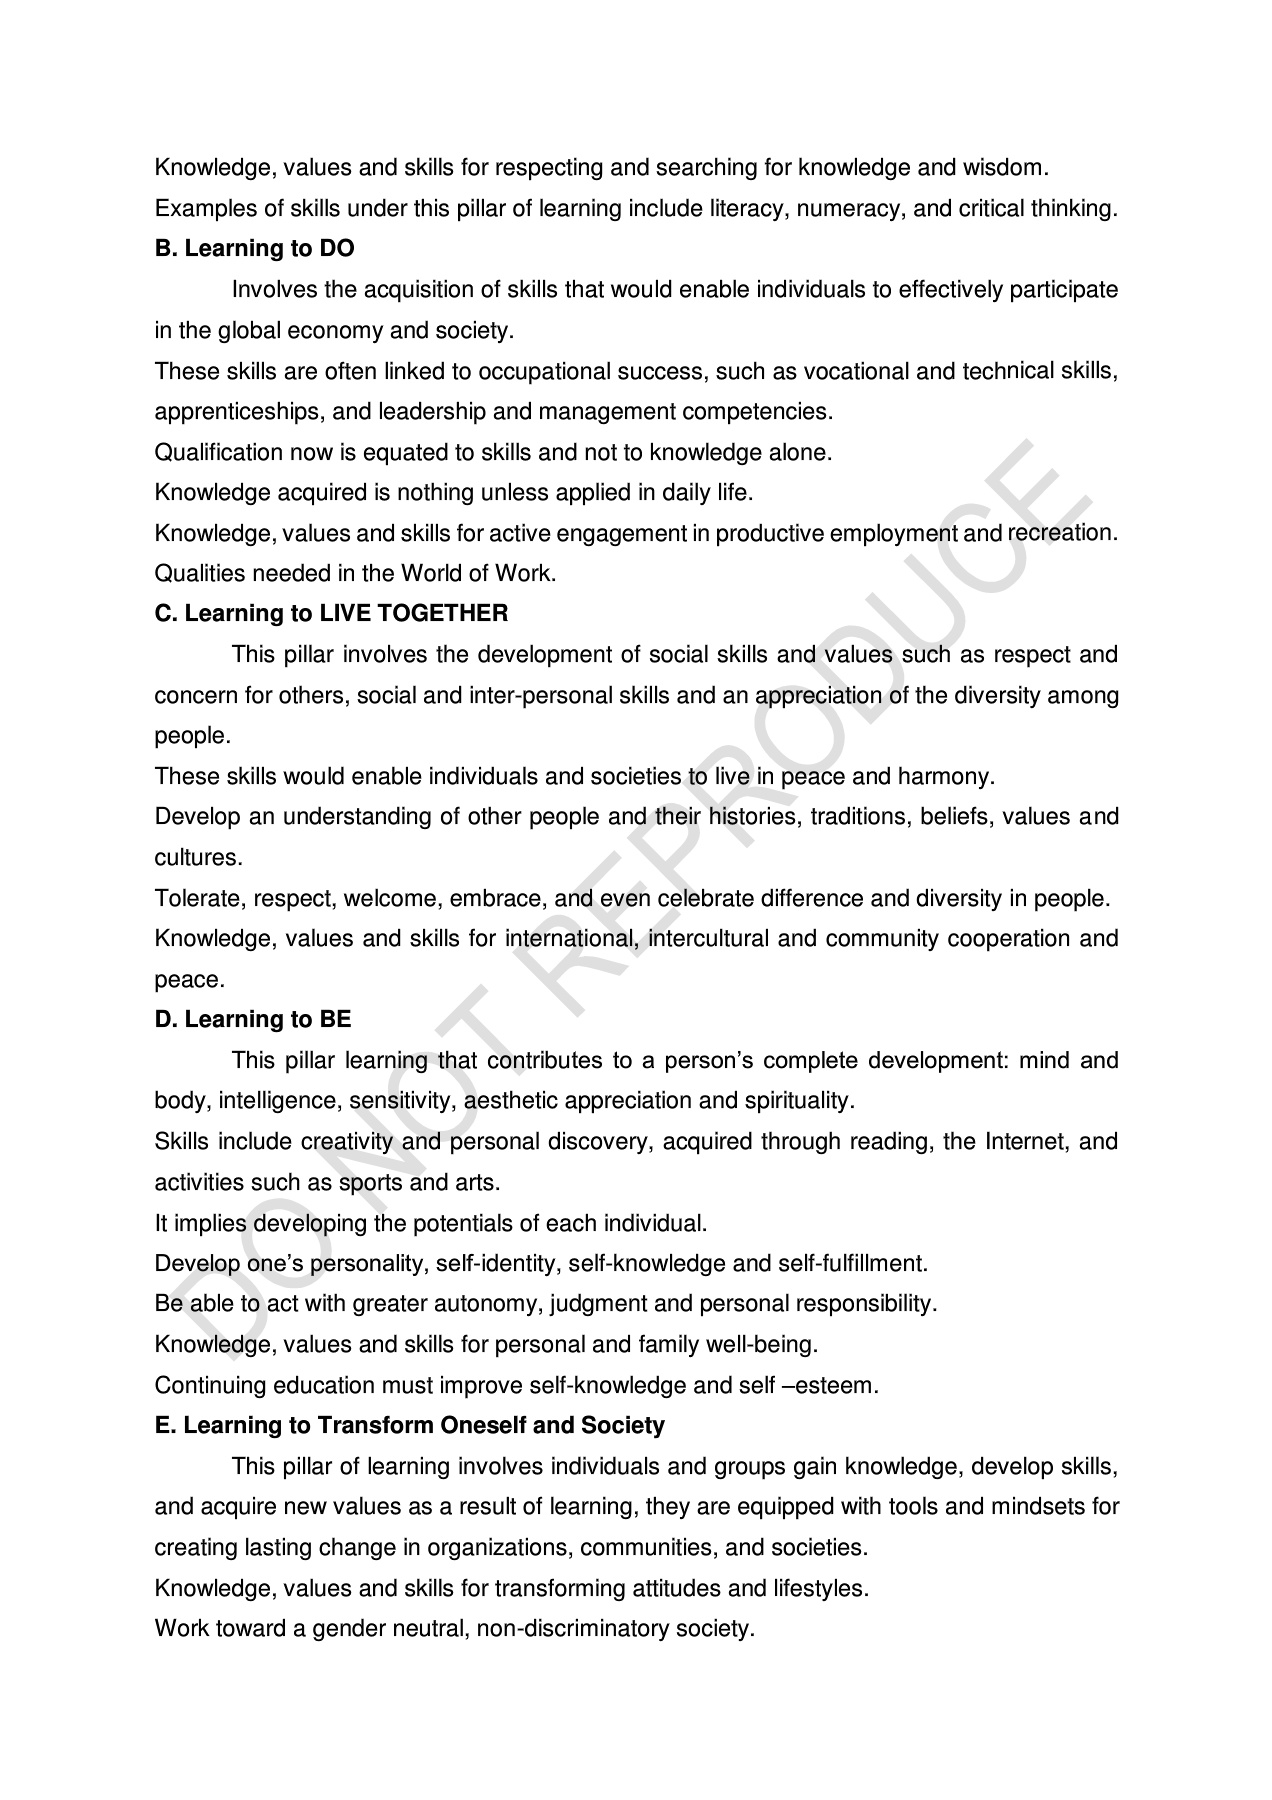 Knowledge, values and skills for respecting and searching for knowledge and wisdom.
Examples of skills under this pillar of learning include literacy, numeracy, and critical thinking.
B. Learning to DO
Involves the acquisition of skills that would enable individuals to effectively participate
in the global economy and society.
These skills are often linked to occupational success, such as vocational and technical skills,
apprenticeships, and leadership and management competencies.
Qualification now is equated to skills and not to knowledge alone.
Knowledge acquired is nothing unless applied in daily life.
Knowledge, values and skills for active engagement in productive employment and recreation.
Qualities needed in the World of Work.
C. Learning to LIVE TOGETHER
This pillar involves the development of social skills and values such as respect and
concern for others, social and inter-personal skills and an appreciation of the diversity among
people.
These skills would enable individuals and societies to live in peace and harmony.
Develop an understanding of other people and their histories, traditions, beliefs, values and
cultures.
Tolerate, respect, welcome, embrace, and even celebrate difference and diversity in people.
Knowledge, values and skills for international, intercultural and community cooperation and
peace.
D. Learning to BE
This pillar learning that contributes to a person’s complete development: mind and
body, intelligence, sensitivity, aesthetic appreciation and spirituality.
Skills include creativity and personal discovery, acquired through reading, the Internet, and
activities such as sports and arts.
It implies developing the potentials of each individual.
Develop one’s personality, self-identity, self-knowledge and self-fulfillment.
Be able to act with greater autonomy, judgment and personal responsibility.
Knowledge, values and skills for personal and family well-being.
Continuing education must improve self-knowledge and self –esteem.
E. Learning to Transform Oneself and Society
This pillar of learning involves individuals and groups gain knowledge, develop skills,
and acquire new values as a result of learning, they are equipped with tools and mindsets for
creating lasting change in organizations, communities, and societies.
Knowledge, values and skills for transforming attitudes and lifestyles.
Work toward a gender neutral, non-discriminatory society.
DO NOT REPRODUCE